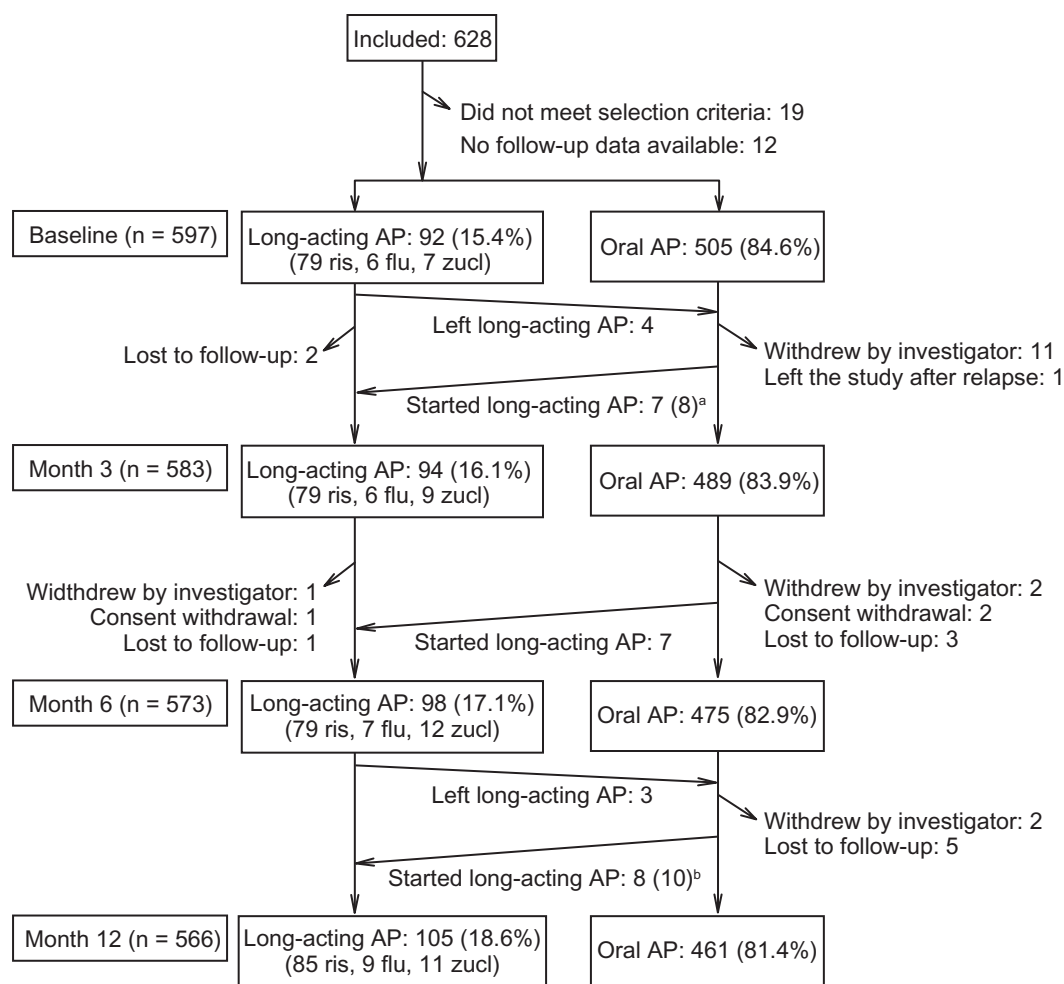 Included: 628
Did not meet selection criteria: 19
No follow-up data available: 12
Baseline (n = 597)
Long-acting AP: 92 (15.4%)
(79 ris, 6 flu, 7 zucl)
Oral AP: 505 (84.6%)
Left long-acting AP: 4
Lost to follow-up: 2
Withdrew by investigator: 11
Left the study after relapse: 1
Started long-acting AP: 7 (8)ᵃ
Month 3 (n = 583)
Long-acting AP: 94 (16.1%)
(79 ris, 6 flu, 9 zucl)
Oral AP: 489 (83.9%)
Widthdrew by investigator: 1
Consent withdrawal: 1
Lost to follow-up: 1
Withdrew by investigator: 2
Consent withdrawal: 2
Lost to follow-up: 3
Started long-acting AP: 7
Month 6 (n = 573)
Long-acting AP: 98 (17.1%)
(79 ris, 7 flu, 12 zucl)
Oral AP: 475 (82.9%)
Left long-acting AP: 3
Withdrew by investigator: 2
Lost to follow-up: 5
Started long-acting AP: 8 (10)ᵇ
Month 12 (n = 566)
Long-acting AP: 105 (18.6%)
(85 ris, 9 flu, 11 zucl)
Oral AP: 461 (81.4%)